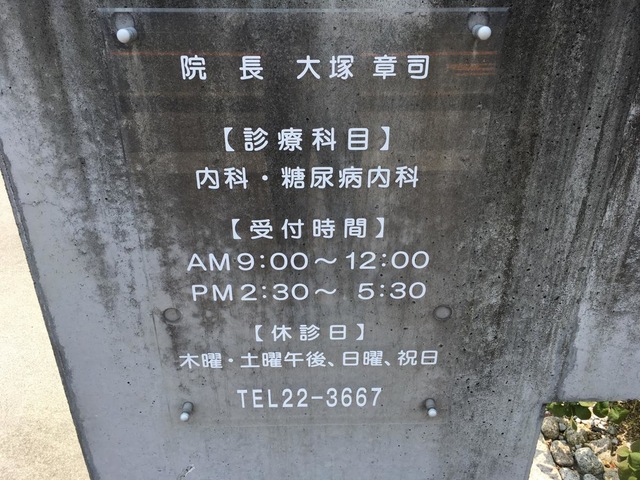 院 長 大塚 章司
【診療科目】
内科・糖尿病内科
【受付時間】
AM9:00～12:00
PM2:30～ 5:30
【休診日】
木曜・土曜午後、日曜、祝日
TEL22-3667